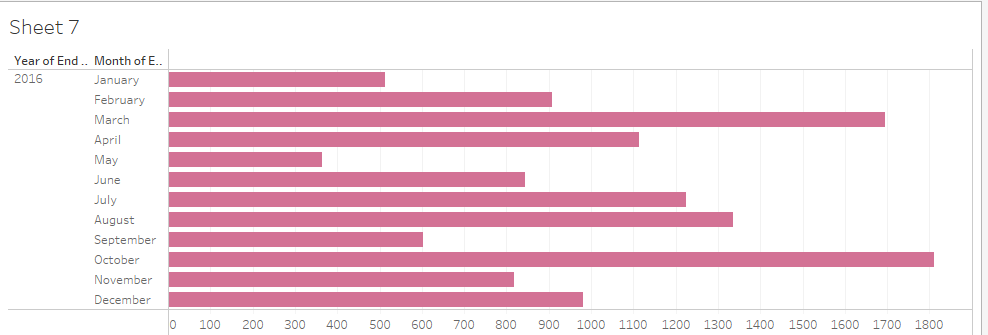 Sheet 7
Year of End .. Month of E..
2016 January
February
March
April
May
June
July
August
September
October
November
December
0 100 200 300 400 500 600 700 800 900 1000 1100 1200 1300 1400 1500 1600 1700 1800